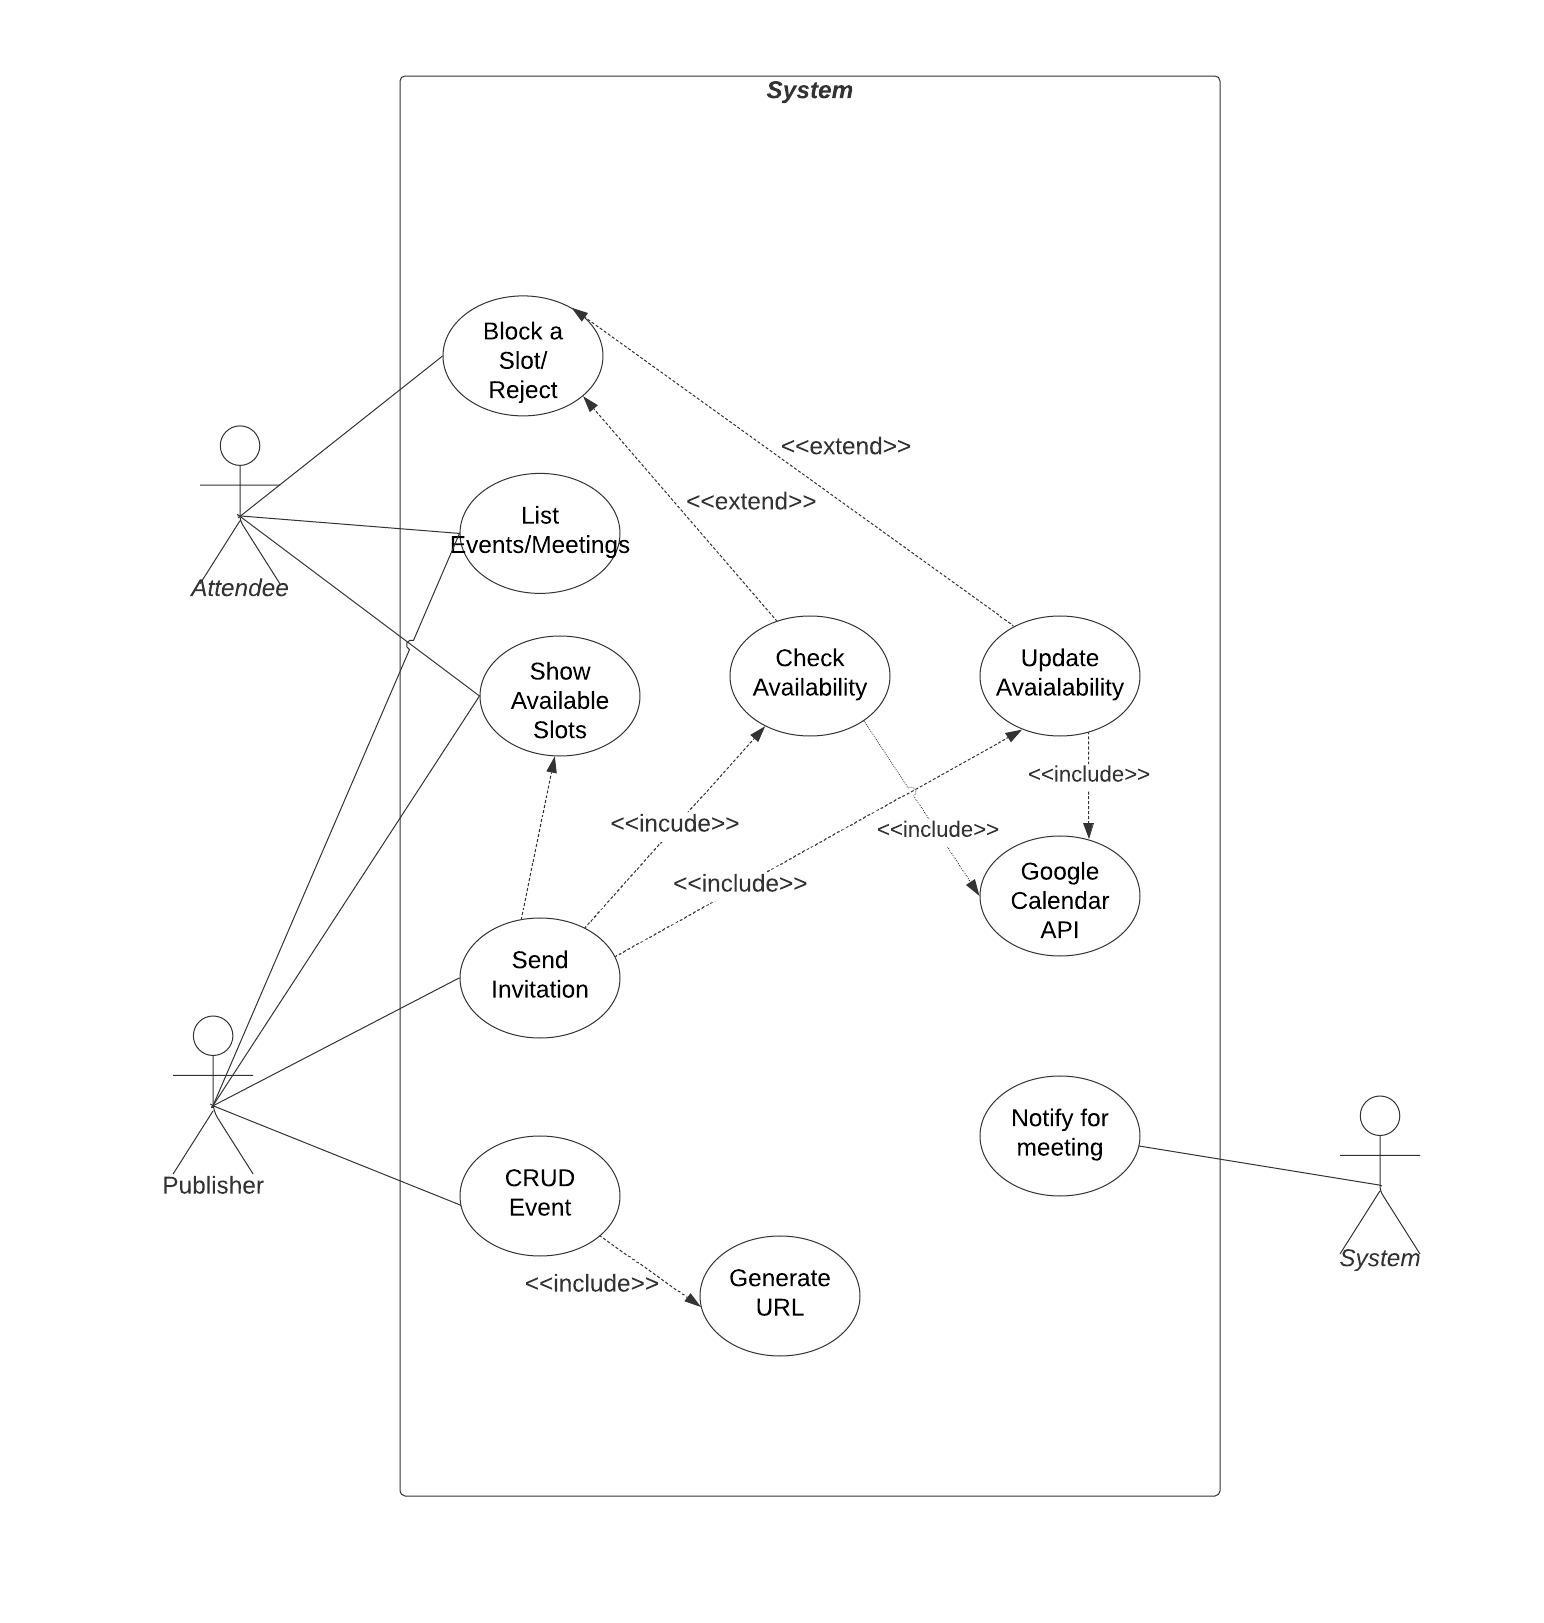 System
Block a
Slot/
Reject
<<extend>>
<<extend>>
List
Events/Meetings
Attendee
Show
Available
Slots
Check
Availability
Update
Avaialability
<<include>>
<<incude>>
<<include>>
<<include>>
Google
Calendar
API
Send
Invitation
Notify for
meeting
Publisher
CRUD
Event
System
<<include>>
Generate
URL